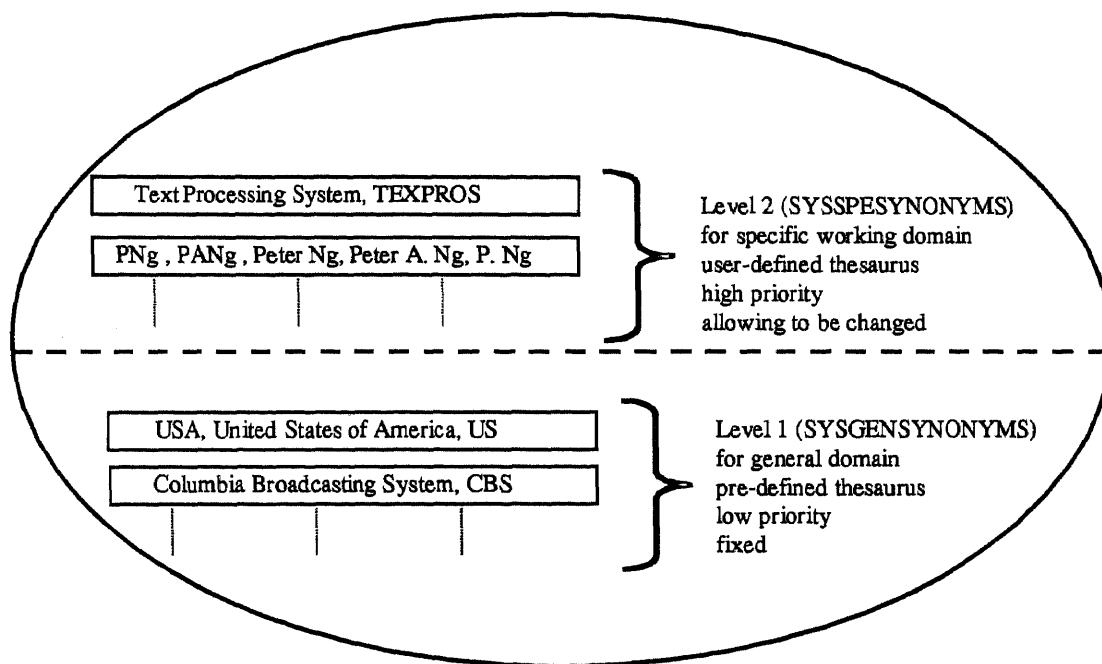 Text Processing System, TEXPROS
PNg , PANg , Peter Ng, Peter A. Ng, P. Ng
Level 2 (SYSSPESYNONYMS)
for specific working domain
user-defined thesaurus
high priority
allowing to be changed
USA, United States of America, US
Columbia Broadcasting System, CBS
Level 1 (SYSGENSYNONYMS)
for general domain
pre-defined thesaurus
low priority
fixed